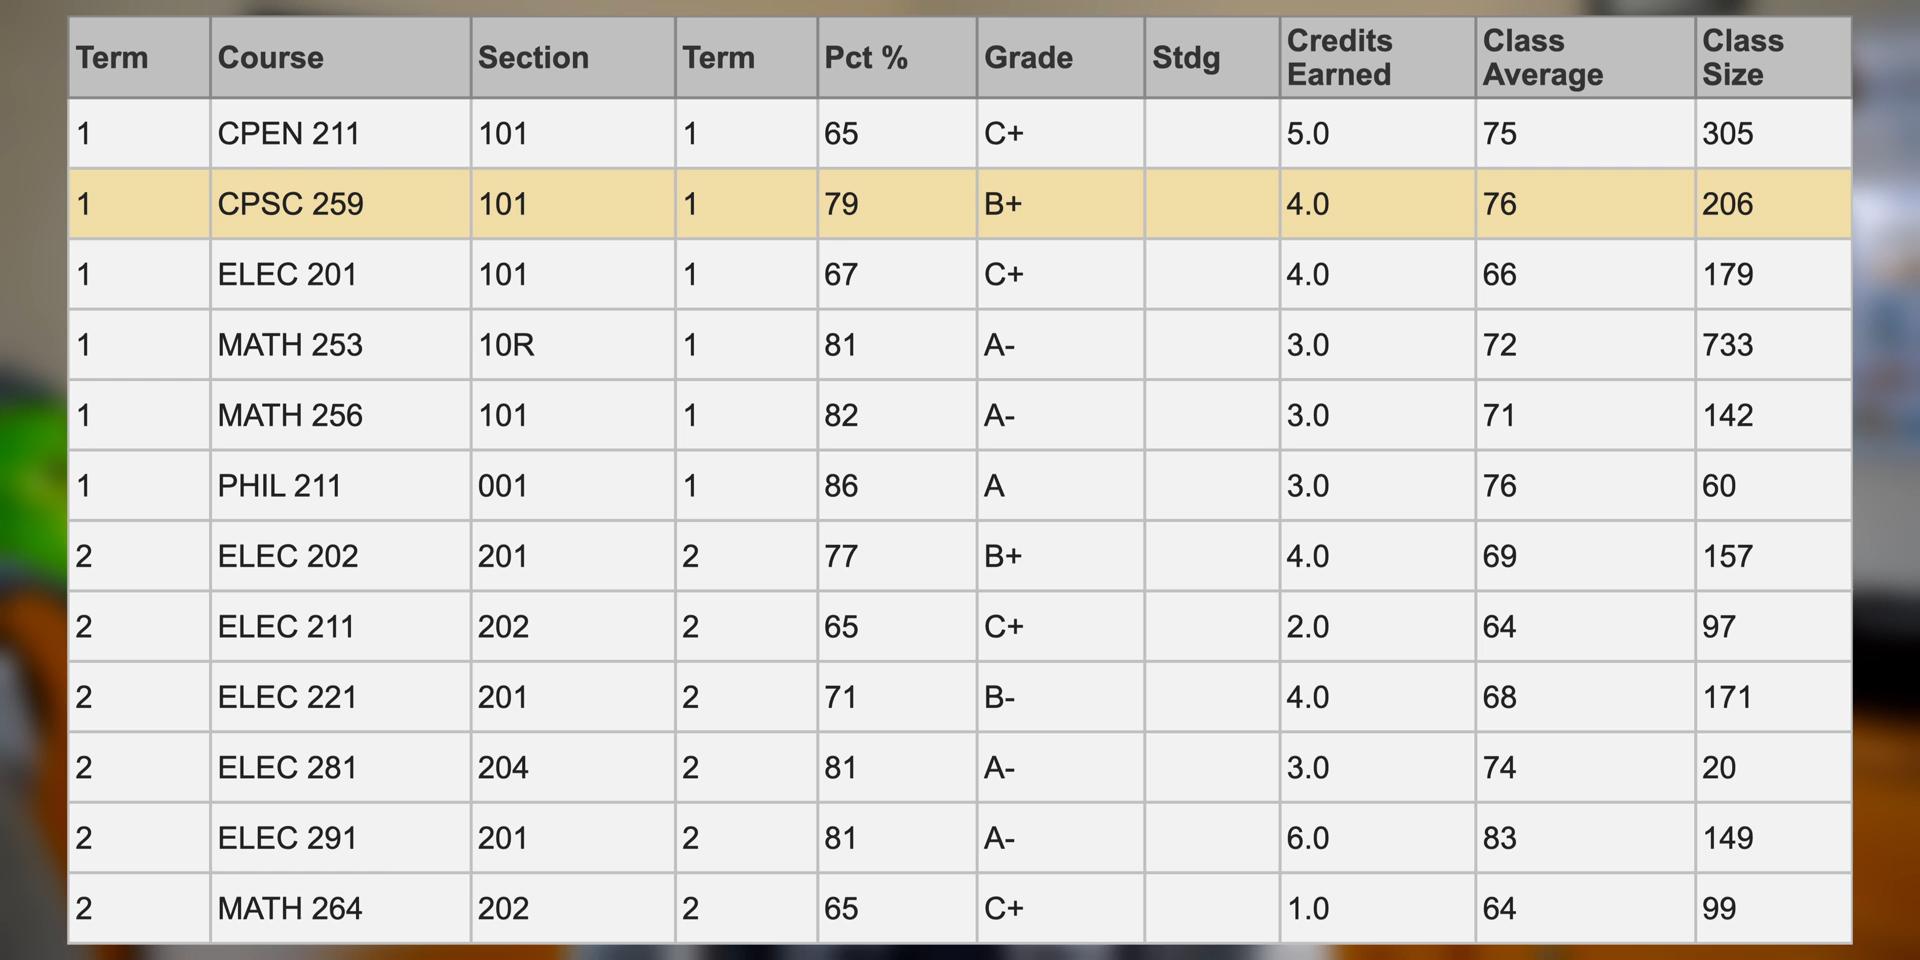 Term Course Section Term Pct % Grade Stdg Credits Earned Class Average Class Size
1 CPEN 211 101 1 65 C+ 5.0 75 305
1 CPSC 259 101 1 79 B+ 4.0 76 206
1 ELEC 201 101 1 67 C+ 4.0 66 179
1 MATH 253 10R 1 81 A- 3.0 72 733
1 MATH 256 101 1 82 A- 3.0 71 142
1 PHIL 211 001 1 86 A 3.0 76 60
2 ELEC 202 201 2 77 B+ 4.0 69 157
2 ELEC 211 202 2 65 C+ 2.0 64 97
2 ELEC 221 201 2 71 B- 4.0 68 171
2 ELEC 281 204 2 81 A- 3.0 74 20
2 ELEC 291 201 2 81 A- 6.0 83 149
2 MATH 264 202 2 65 C+ 1.0 64 99